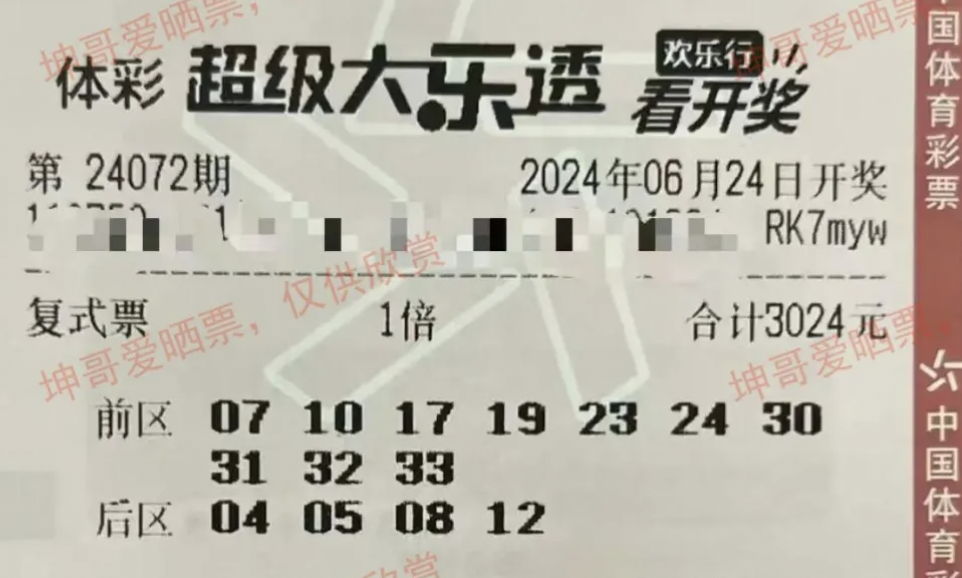 坤哥爱晒票
坤哥爱晒票
体彩 超级大乐透 欢乐行
看开奖
第 24072期 2024年06月24日开奖
RK7myw
仅供欣赏
复式票 1倍 合计3024元
坤哥爱晒票,
坤哥爱晒票
前区 07 10 17 19 23 24 30
31 32 33
后区 04 05 08 12
供欣赏
中国体育彩票
中国体育彩